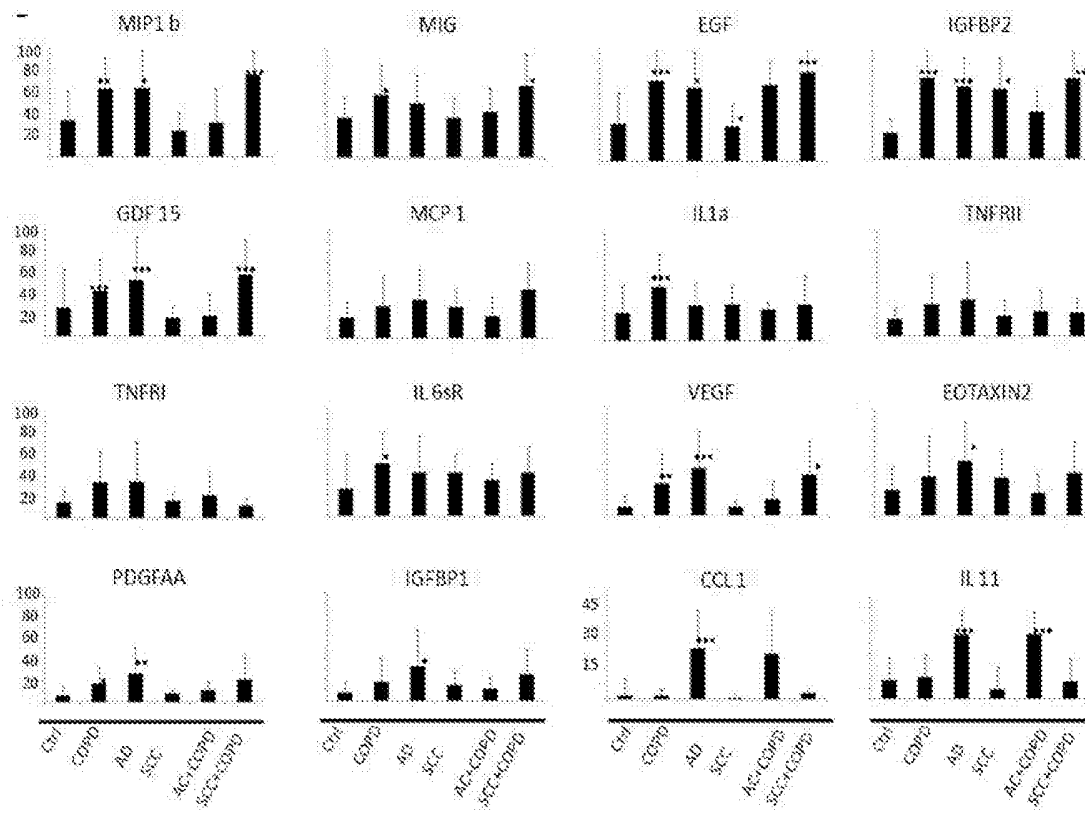 MIP1 b MIG EGF IGFBP2
100
80
60
40
20
GDF 15 MCP 1 IL1a TNFRII
100
80
60
40
20
TNFRI IL 6sR VEGF EOTAXIN2
100
80
60
40
20
PDGFAA IGFBP1 CCL 1 IL 11
100
80
60
40
20
45
30
15
Ctrl COPD AD SCC AC+COPD SCC+COPD
Ctrl COPD AD SCC AC+COPD SCC+COPD
Ctrl COPD AD SCC AC+COPD SCC+COPD
Ctrl COPD AD SCC AC+COPD SCC+COPD